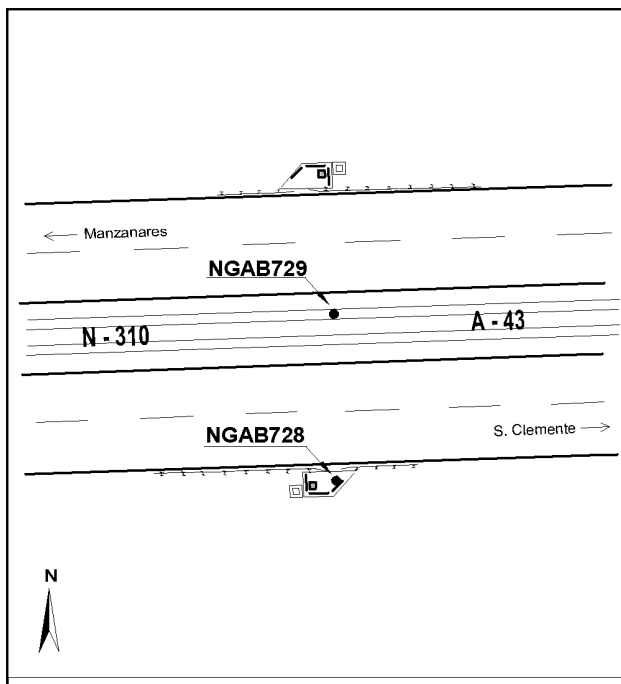 Manzanares
NGAB729
N - 310
A - 43
NGAB728
S. Clemente
N